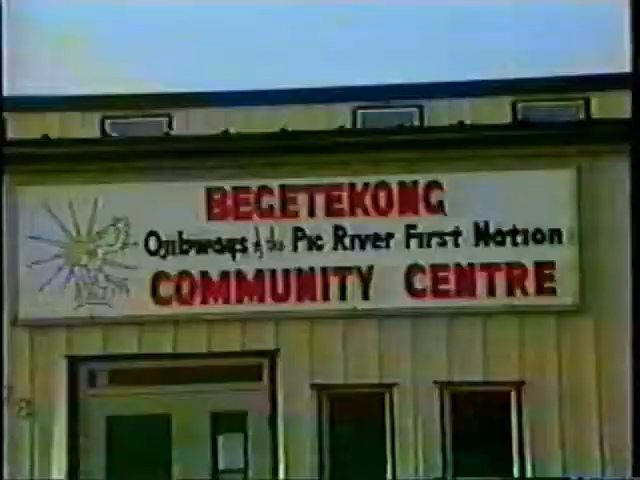 BEGETEKONG
Ojibways of the Pic River First Nation
COMMUNITY CENTRE